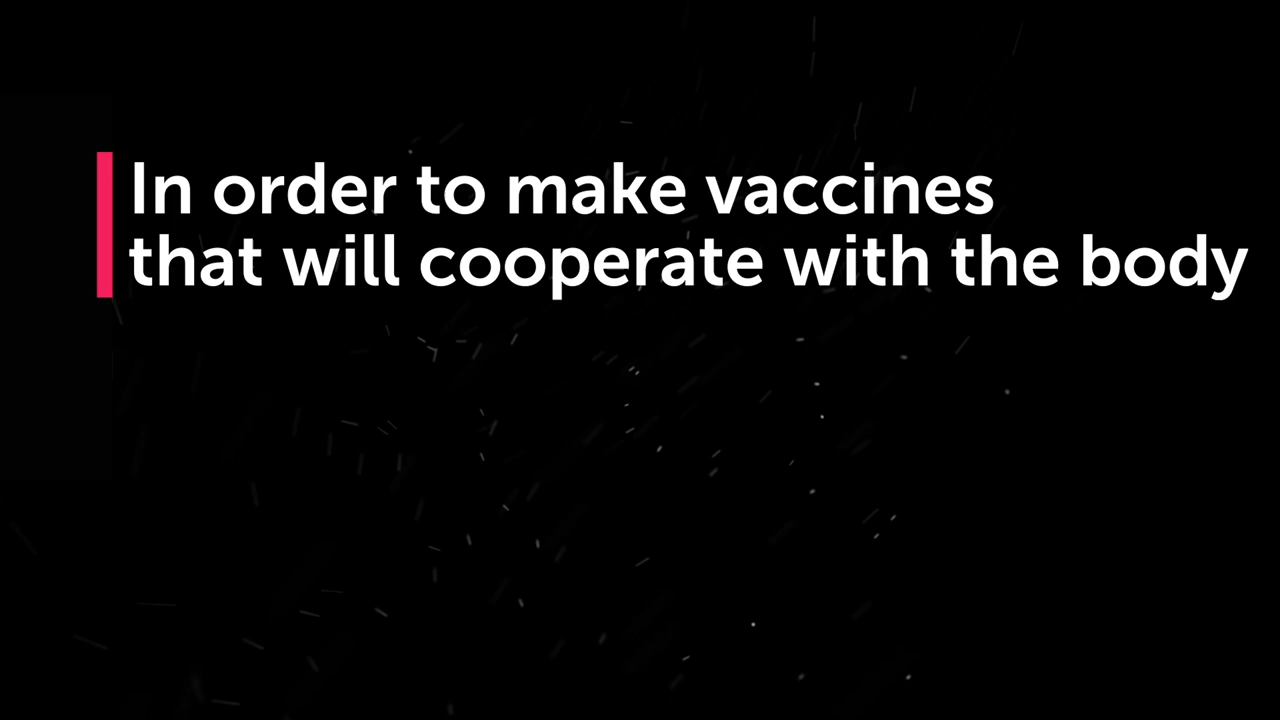 In order to make vaccines
that will cooperate with the body